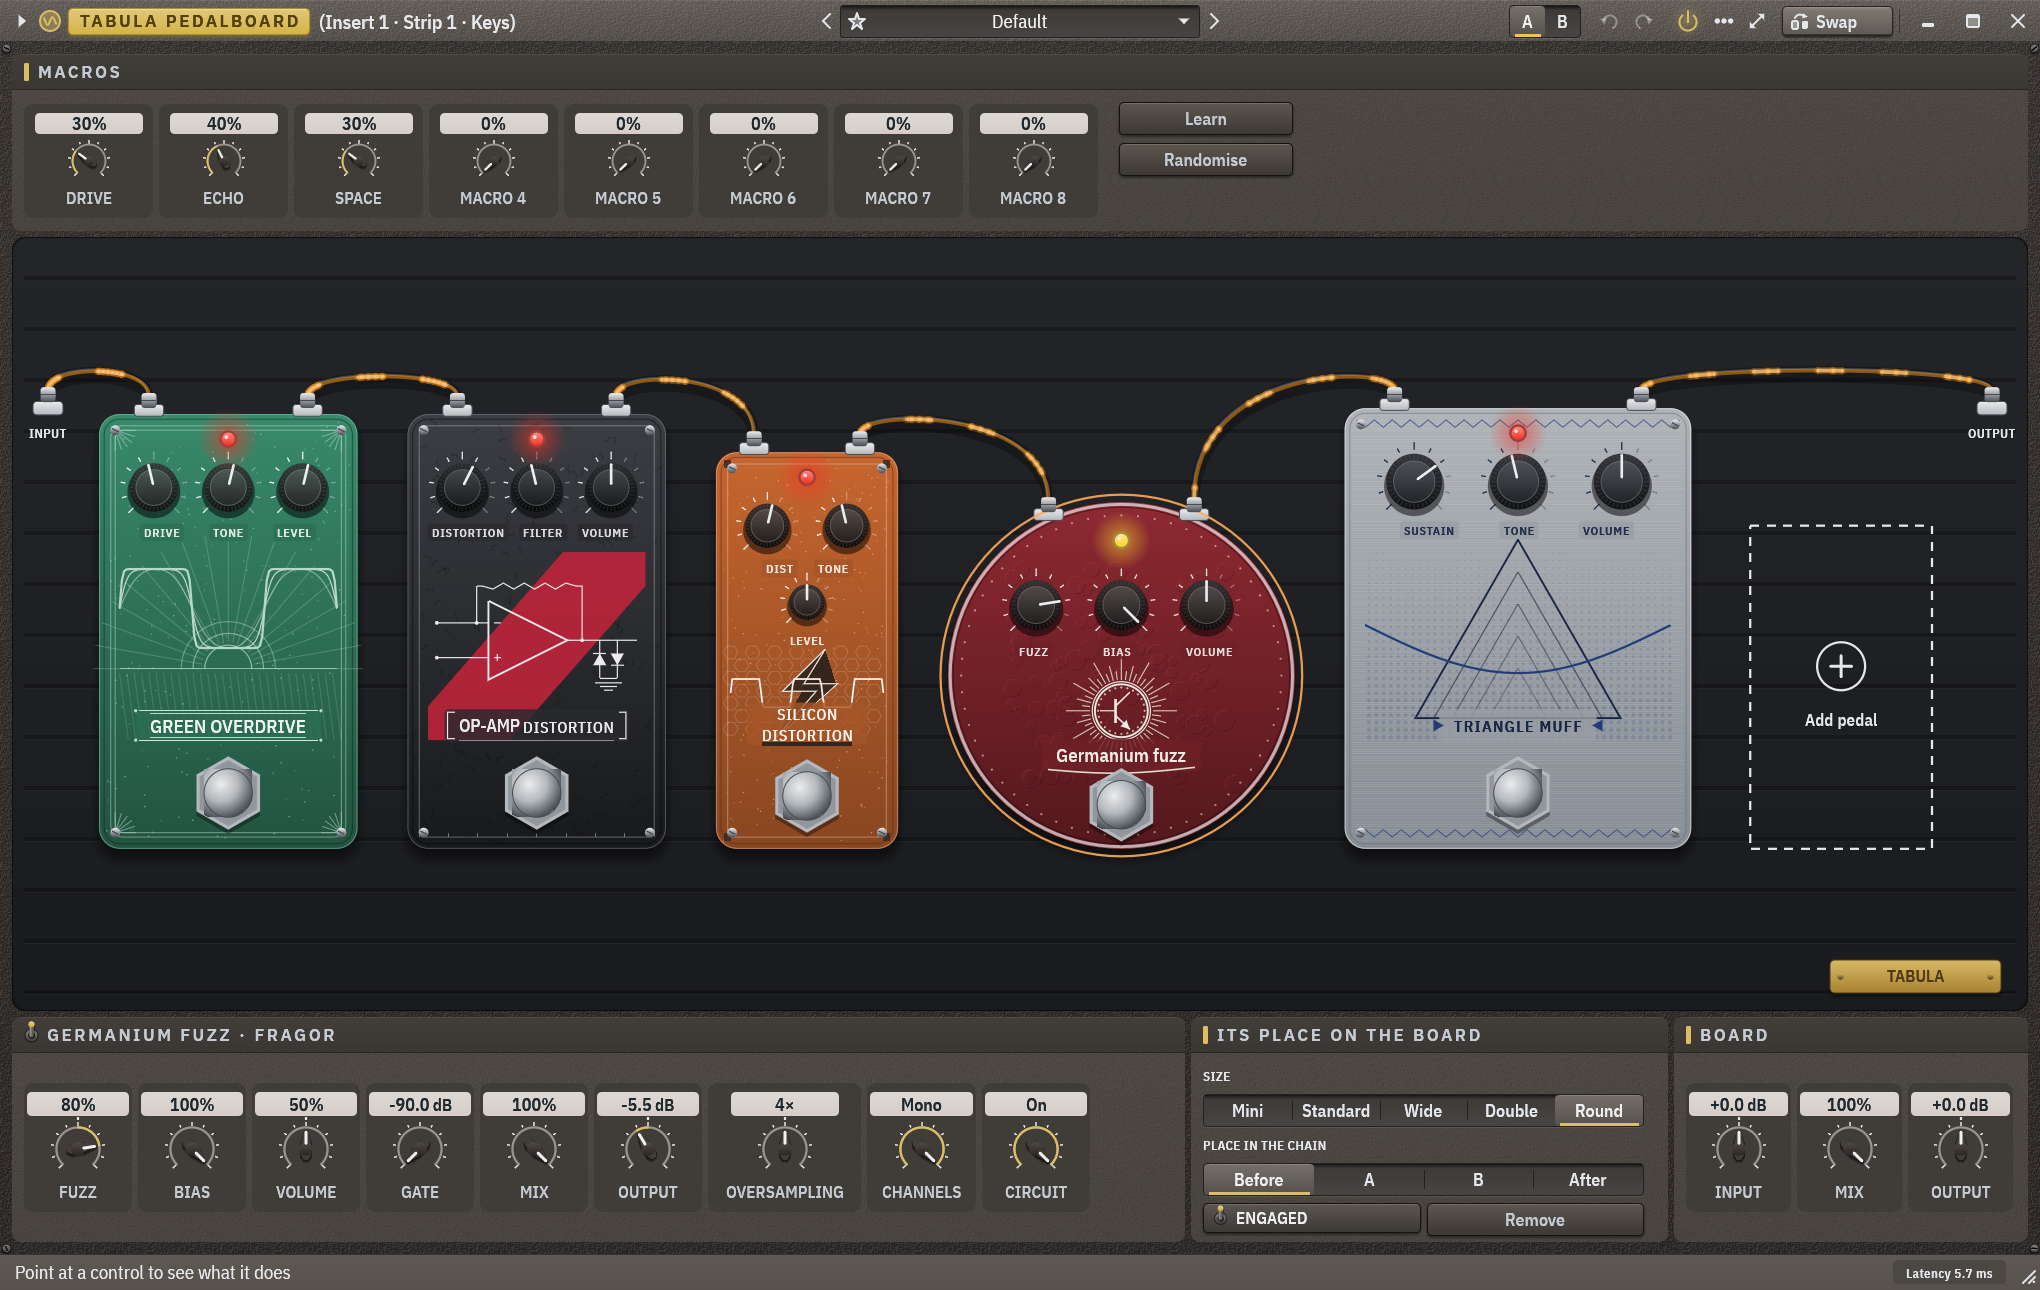 TABULA PEDALBOARD (Insert 1 · Strip 1 · Keys) Default A B Swap
MACROS
30% 40% 30% 0% 0% 0% 0% 0% Learn
Randomise
DRIVE ECHO SPACE MACRO 4 MACRO 5 MACRO 6 MACRO 7 MACRO 8
INPUT OUTPUT
DRIVE TONE LEVEL
GREEN OVERDRIVE
DISTORTION FILTER VOLUME
OP-AMP DISTORTION
DIST TONE
LEVEL
SILICON
DISTORTION
FUZZ BIAS VOLUME
Germanium fuzz
SUSTAIN TONE VOLUME
TRIANGLE MUFF
Add pedal
TABULA
GERMANIUM FUZZ · FRAGOR
80% 100% 50% -90.0 dB 100% -5.5 dB 4× Mono On
FUZZ BIAS VOLUME GATE MIX OUTPUT OVERSAMPLING CHANNELS CIRCUIT
ITS PLACE ON THE BOARD
SIZE
Mini Standard Wide Double Round
PLACE IN THE CHAIN
Before A B After
ENGAGED Remove
BOARD
+0.0 dB 100% +0.0 dB
INPUT MIX OUTPUT
Point at a control to see what it does Latency 5.7 ms